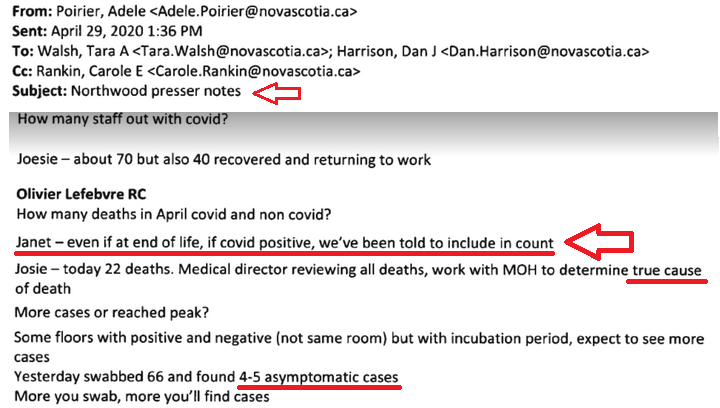 From: Poirier, Adele <Adele.Poirier@novascotia.ca>
Sent: April 29, 2020 1:36 PM
To: Walsh, Tara A <Tara.Walsh@novascotia.ca>; Harrison, Dan J <Dan.Harrison@novascotia.ca>
Cc: Rankin, Carole E <Carole.Rankin@novascotia.ca>
Subject: Northwood presser notes
How many staff out with covid?
Joesie – about 70 but also 40 recovered and returning to work
Olivier Lefebvre RC
How many deaths in April covid and non covid?
Janet – even if at end of life, if covid positive, we've been told to include in count
Josie – today 22 deaths. Medical director reviewing all deaths, work with MOH to determine true cause
of death
More cases or reached peak?
Some floors with positive and negative (not same room) but with incubation period, expect to see more
cases
Yesterday swabbed 66 and found 4-5 asymptomatic cases
More you swab, more you'll find cases